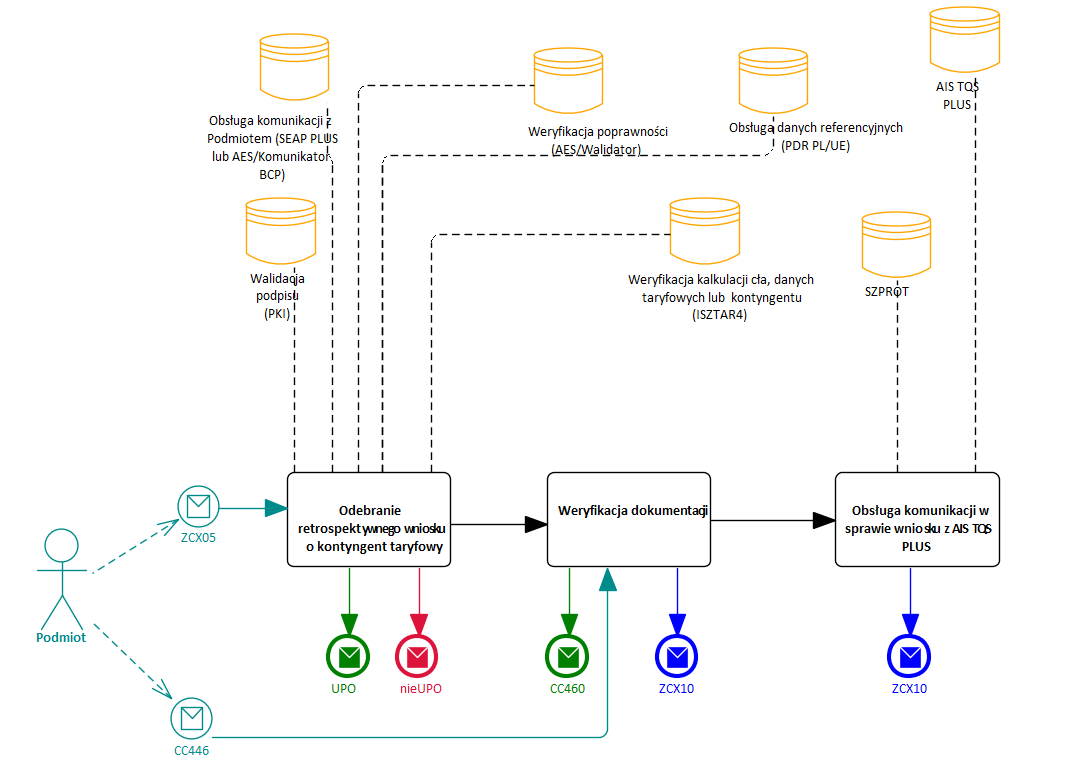 AIS TQS
PLUS
Obsługa komunikacji z
Podmiotem (SEAP PLUS
lub AES/Komunikator
BCP)
Weryfikacja poprawności
(AES/Walidator)
Obsługa danych referencyjnych
(PDR PL/UE)
Walidacja
podpisu
(PKI)
Weryfikacja kalkulacji cła, danych
taryfowych lub kontyngentu
(ISZTAR4)
SZPROT
Odebranie
retrospektywnego wniosku
o kontyngent taryfowy
Weryfikacja dokumentacji
Obsługa komunikacji w
sprawie wniosku z AIS TQS
PLUS
ZCX05
Podmiot
UPO
nieUPO
CC460
ZCX10
ZCX10
CC446